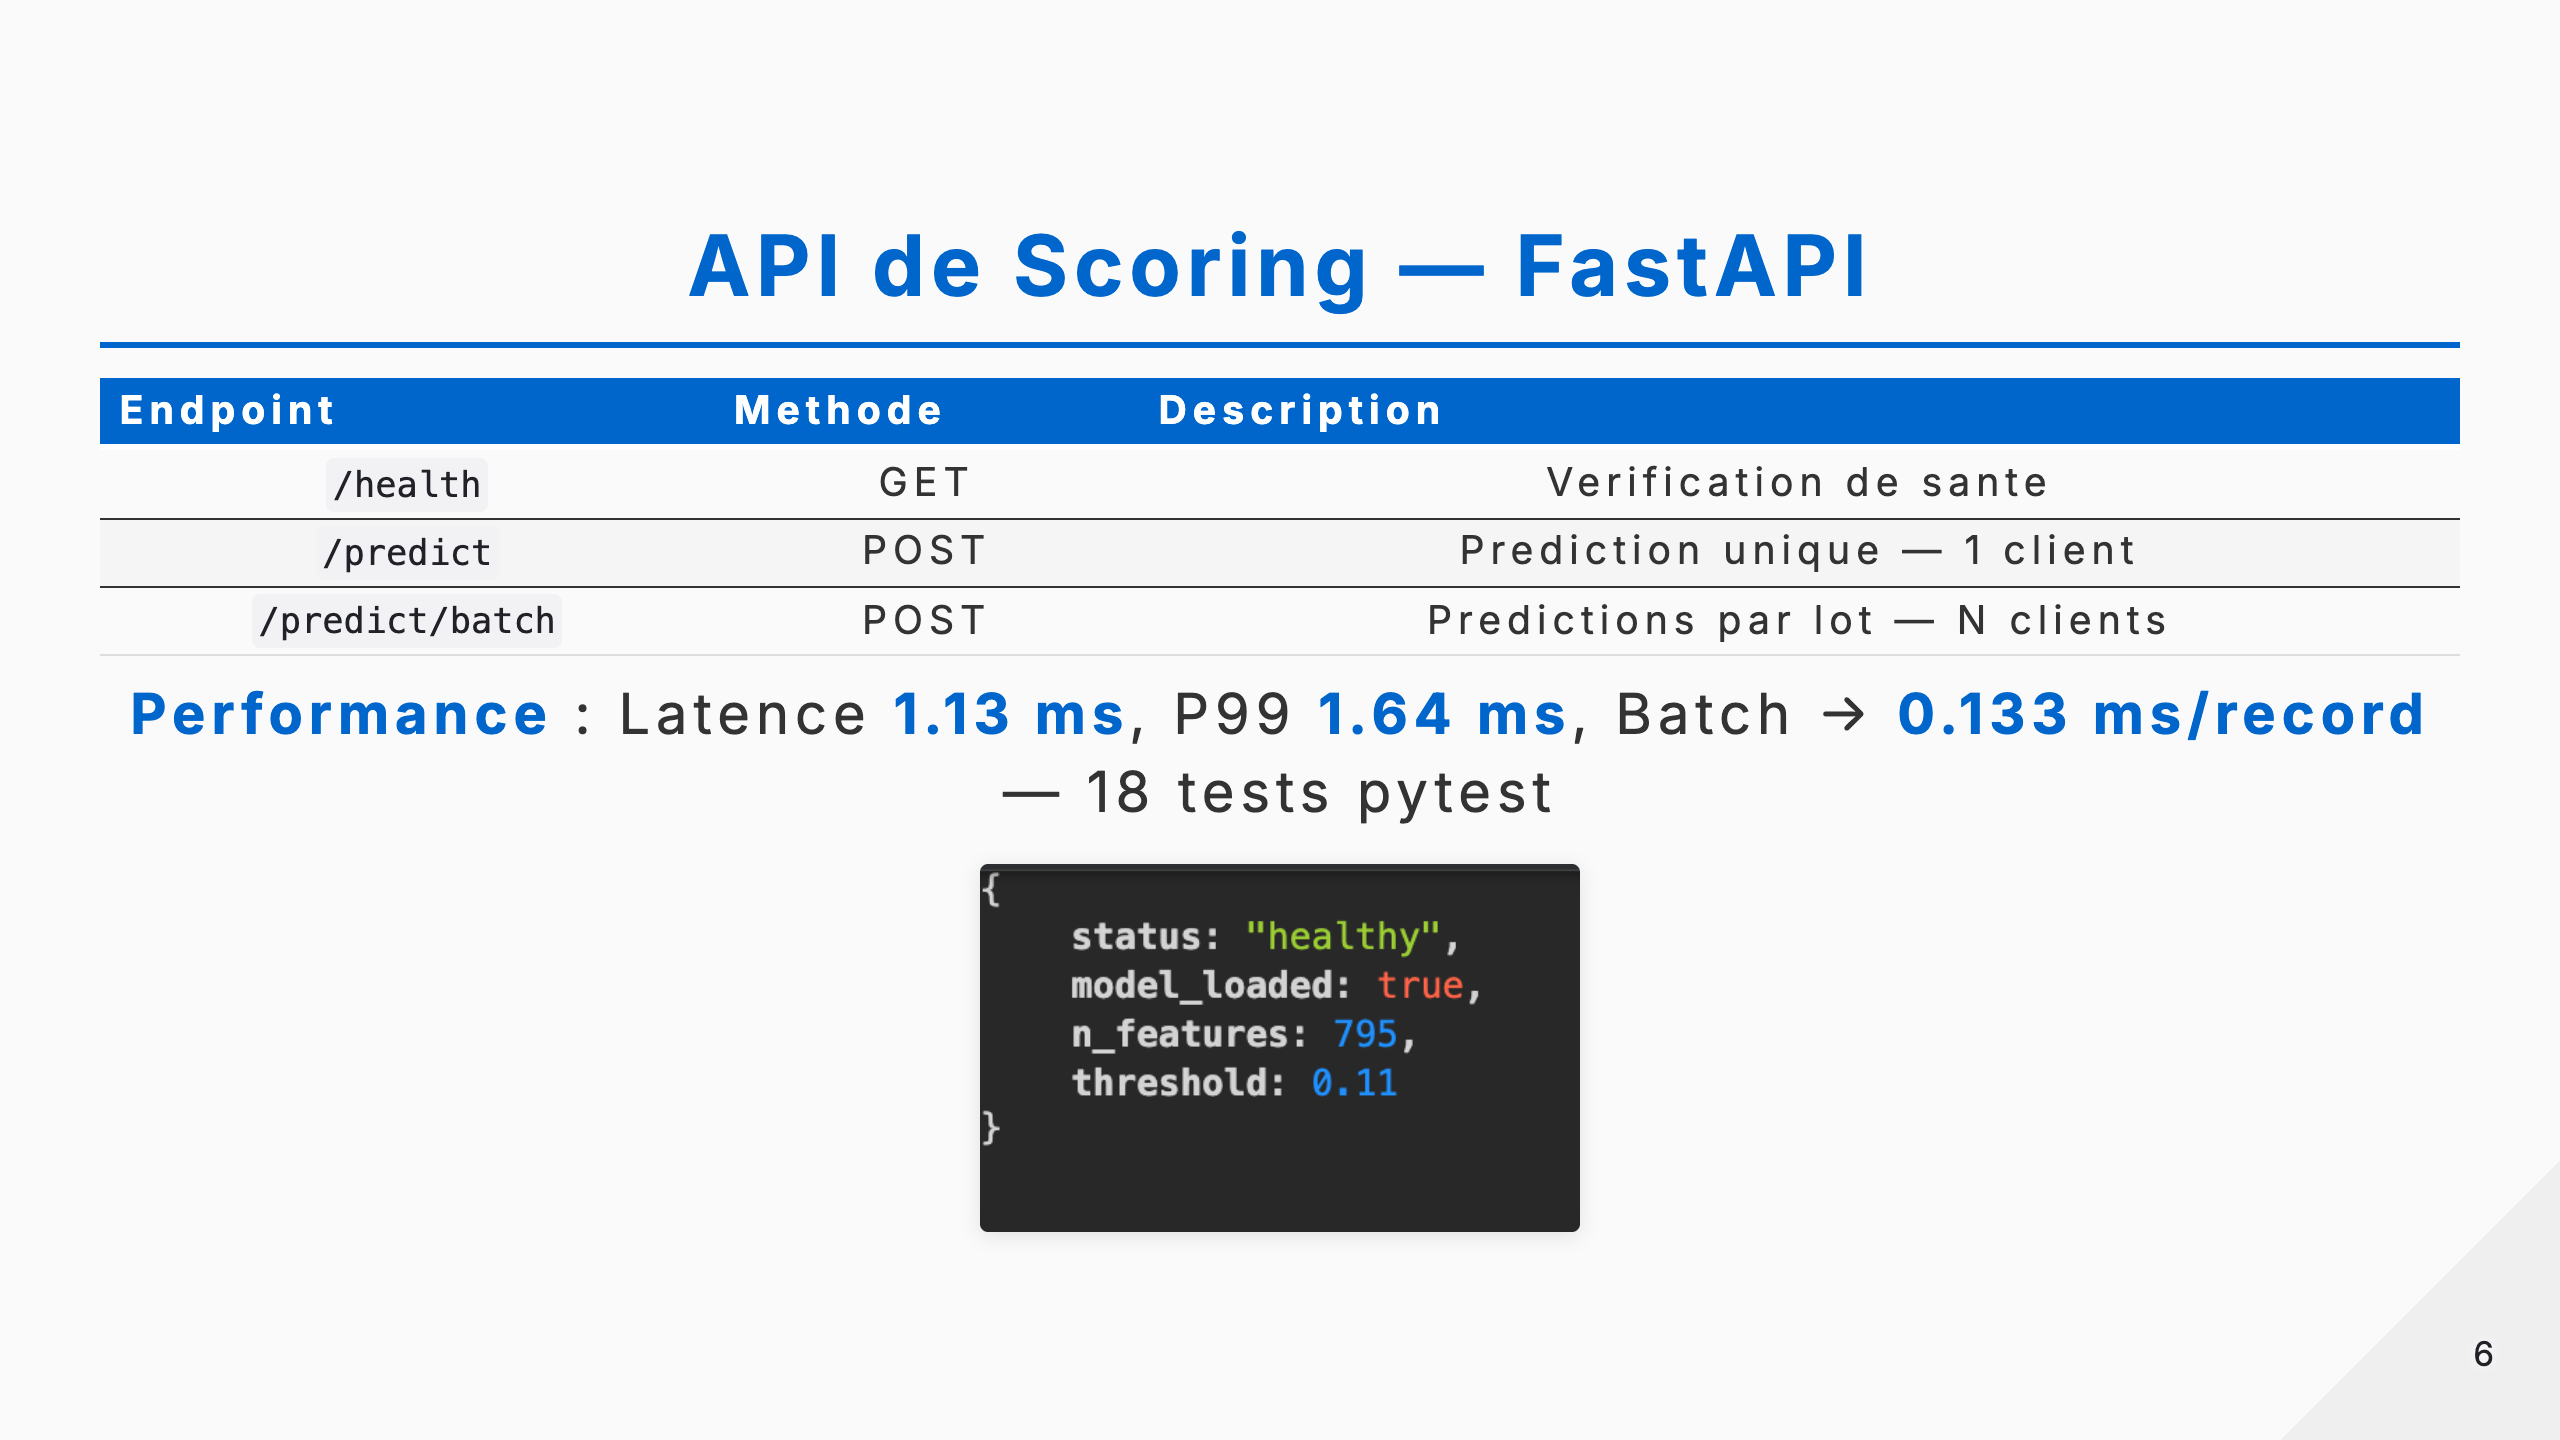 API de Scoring — FastAPI
Endpoint Methode Description
/health GET Verification de sante
/predict POST Prediction unique — 1 client
/predict/batch POST Predictions par lot — N clients
Performance : Latence 1.13 ms, P99 1.64 ms, Batch → 0.133 ms/record
— 18 tests pytest
{
status: "healthy",
model_loaded: true,
n_features: 795,
threshold: 0.11
}
6